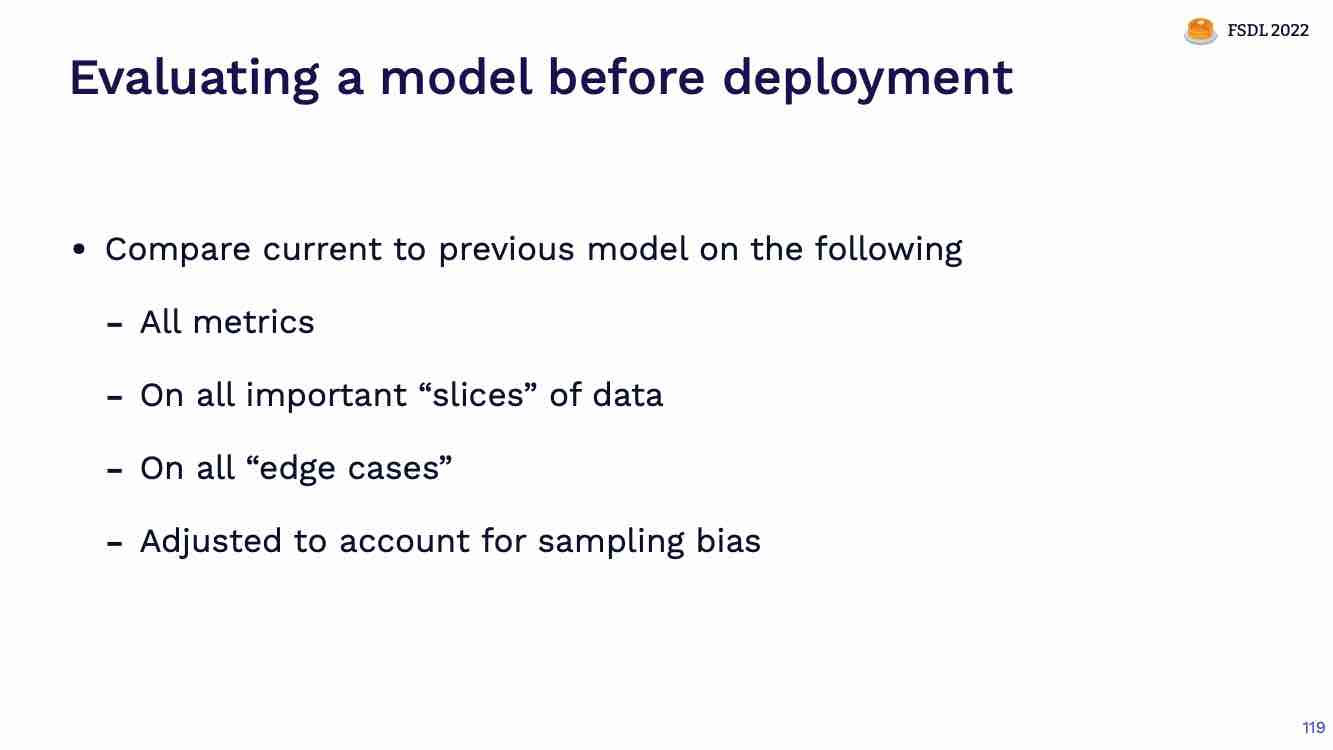 FSDL 2022
Evaluating a model before deployment
• Compare current to previous model on the following
- All metrics
- On all important “slices” of data
- On all “edge cases”
- Adjusted to account for sampling bias
119